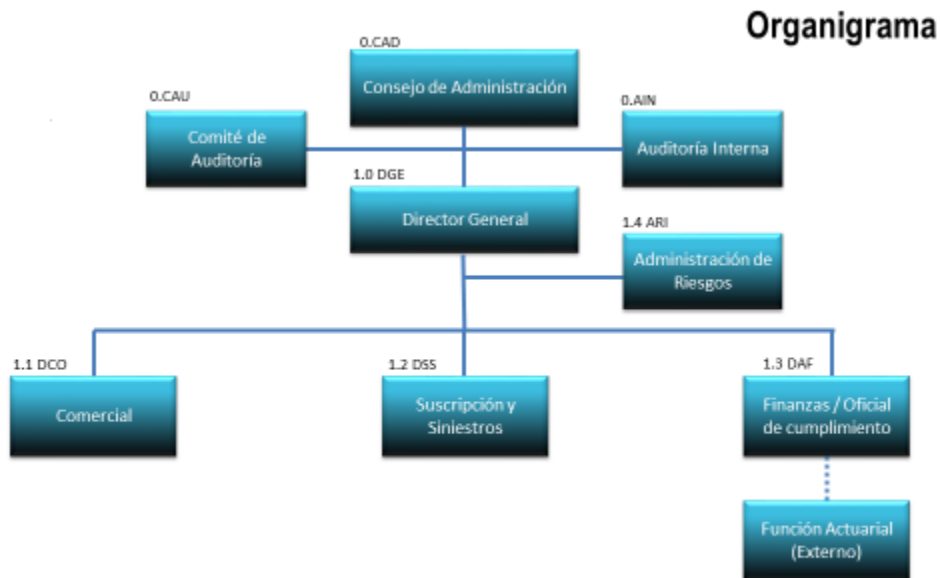 Organigrama
0.CAD
Consejo de Administración
0.CAU
Comité de
Auditoría
0.AIN
Auditoría Interna
1.0 DGE
Director General
1.4 ARI
Administración de
Riesgos
1.1 DCO
Comercial
1.2 DSS
Suscripción y
Siniestros
1.3 DAF
Finanzas / Oficial
de cumplimiento
Función Actuarial
(Externo)